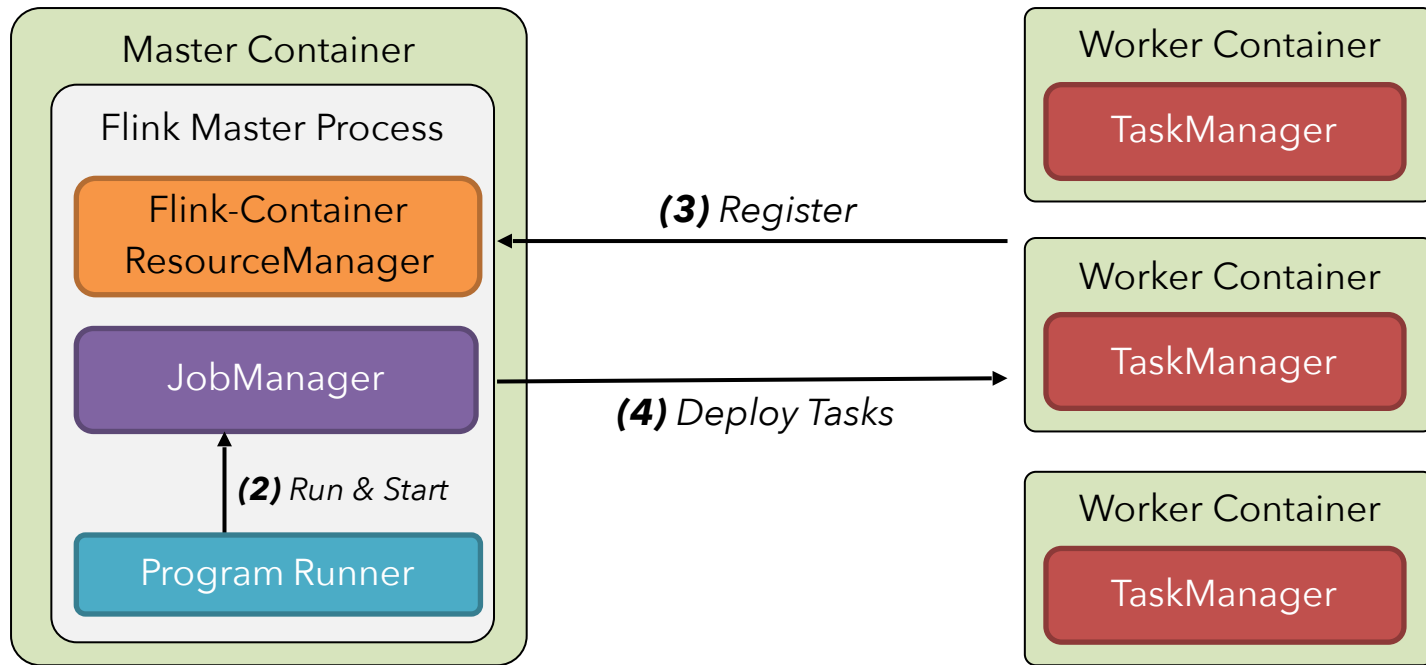 Master Container
Flink Master Process
Flink-Container
ResourceManager
JobManager
(2) Run & Start
Program Runner
(3) Register
(4) Deploy Tasks
Worker Container
TaskManager
Worker Container
TaskManager
Worker Container
TaskManager